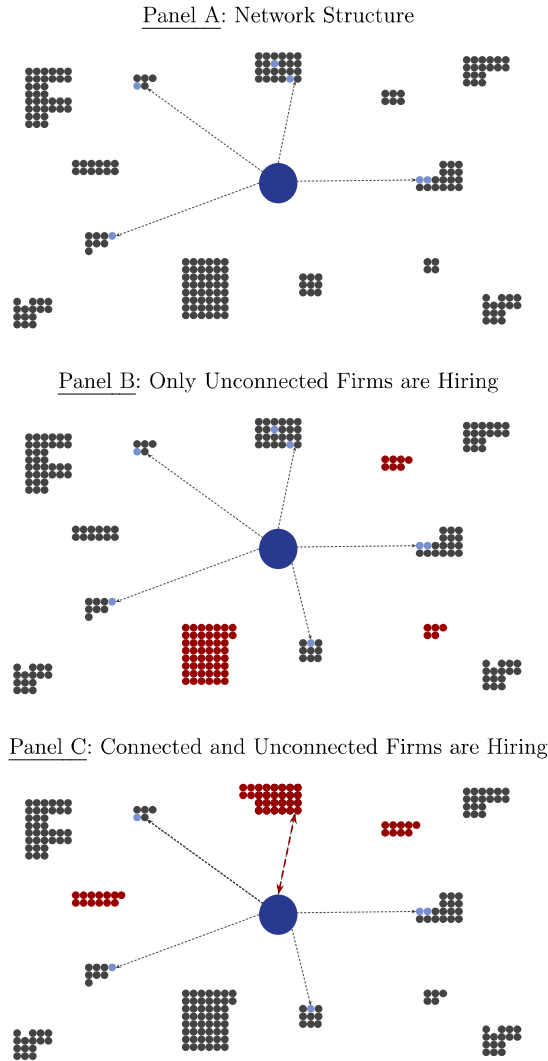 Panel A: Network Structure
Panel B: Only Unconnected Firms are Hiring
Panel C: Connected and Unconnected Firms are Hiring